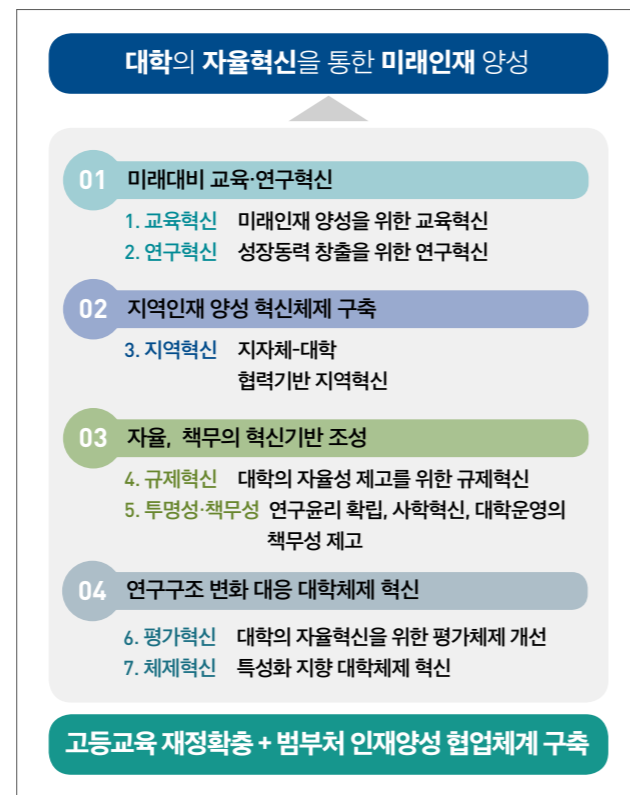 대학의 자율혁신을 통한 미래인재 양성
01 미래대비 교육·연구혁신
1. 교육혁신 미래인재 양성을 위한 교육혁신
2. 연구혁신 성장동력 창출을 위한 연구혁신
02 지역인재 양성 혁신체제 구축
3. 지역혁신 지자체-대학
협력기반 지역혁신
03 자율, 책무의 혁신기반 조성
4. 규제혁신 대학의 자율성 제고를 위한 규제혁신
5. 투명성·책무성 연구윤리 확립, 사학혁신, 대학운영의
책무성 제고
04 연구구조 변화 대응 대학체제 혁신
6. 평가혁신 대학의 자율혁신을 위한 평가체제 개선
7. 체제혁신 특성화 지향 대학체제 혁신
고등교육 재정확충 + 범부처 인재양성 협업체계 구축